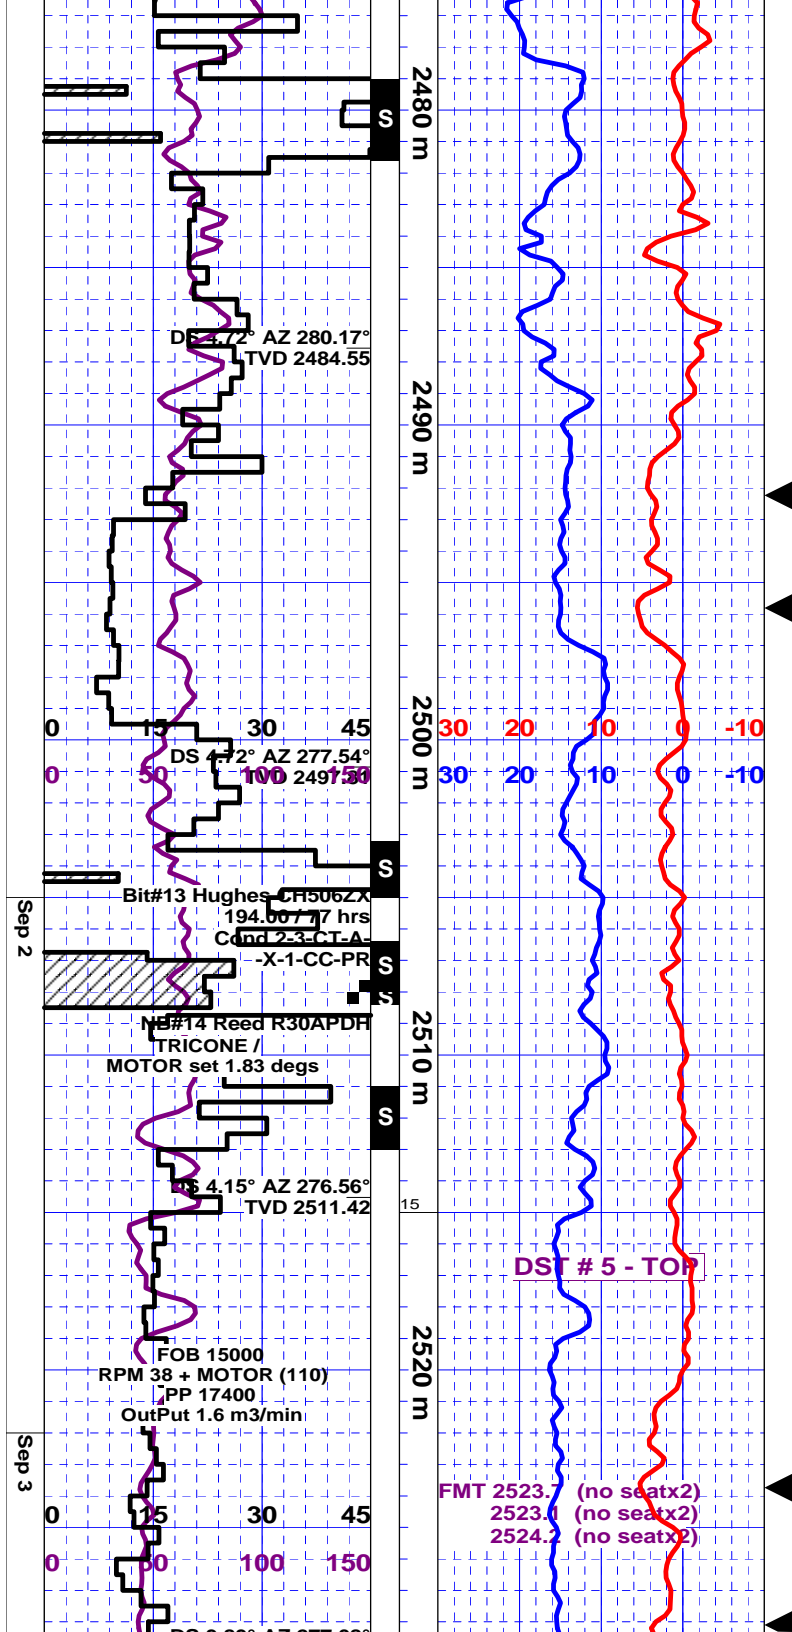 2480 m
S
DS 4.72° AZ 280.17°
TVD 2484.55
2490 m
0 15 30 45
30 20 10 0 -10
2500 m
DS 4.72° AZ 277.54°
TVD 2497.81
0 50 100 150
30 20 10 0 -10
S
Bit#13 Hughes CH506ZX
194.00 / 77 hrs
Cond 2-3-CT-A-
-X-1-CC-PR
Sep 2
S
S
NB#14 Reed R30APDH
TRICONE /
MOTOR set 1.83 degs
2510 m
S
DS 4.15° AZ 276.56°
TVD 2511.42
15
DST # 5 - TOP
FOB 15000
RPM 38 + MOTOR (110)
PP 17400
OutPut 1.6 m3/min
2520 m
Sep 3
FMT 2523.7 (no seatx2)
2523.1 (no seatx2)
2524.2 (no seatx2)
0 15 30 45
0 50 100 150